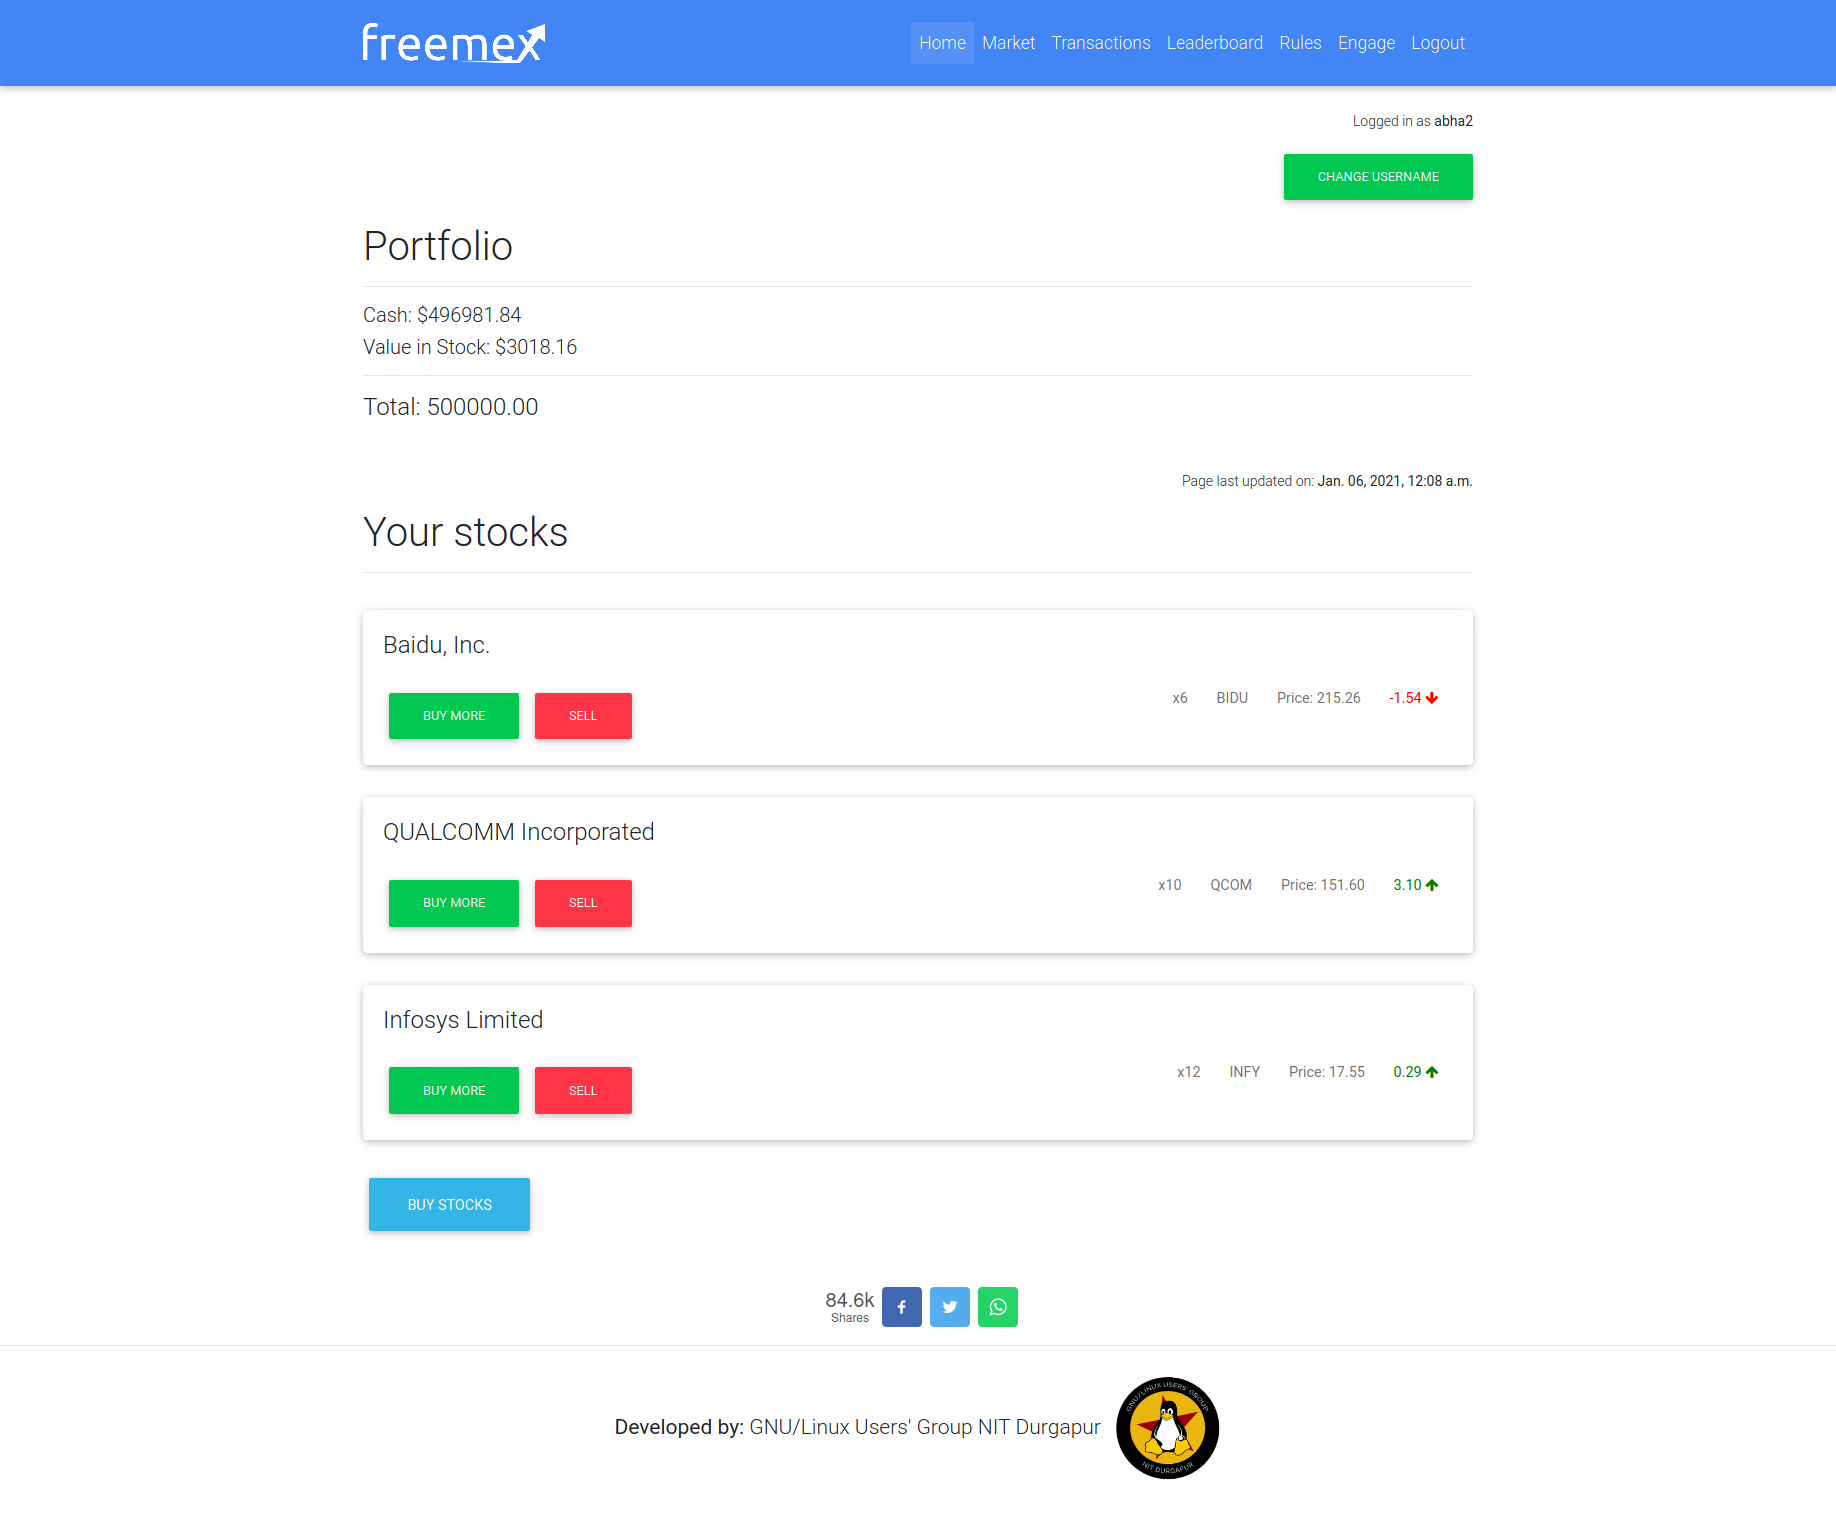 freemex
Home Market Transactions Leaderboard Rules Engage Logout
Logged in as abha2
CHANGE USERNAME
Portfolio
Cash: $496981.84
Value in Stock: $3018.16
Total: 500000.00
Page last updated on: Jan. 06, 2021, 12:08 a.m.
Your stocks
Baidu, Inc.
BUY MORE SELL x6 BIDU Price: 215.26 -1.54
QUALCOMM Incorporated
BUY MORE SELL x10 QCOM Price: 151.60 3.10
Infosys Limited
BUY MORE SELL x12 INFY Price: 17.55 0.29
BUY STOCKS
84.6k
Shares
Developed by: GNU/Linux Users' Group NIT Durgapur
GNU/LINUX USERS' GROUP
NIT DURGAPUR